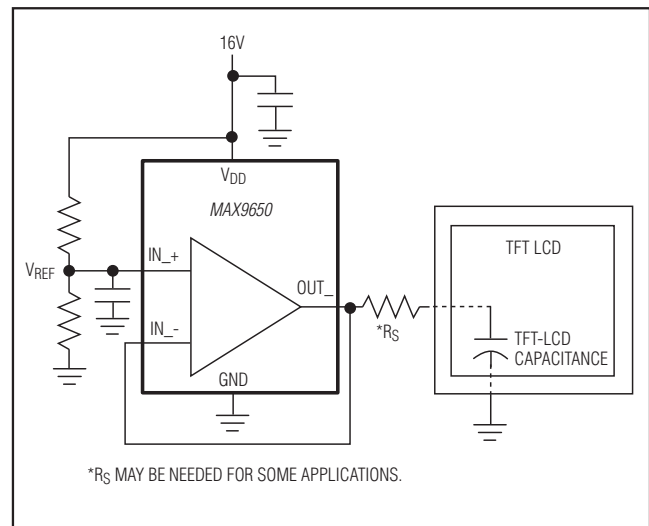 16V
VDD
MAX9650
VREF
IN_+
IN_-
OUT_
GND
*RS
TFT LCD
TFT-LCD
CAPACITANCE
*RS MAY BE NEEDED FOR SOME APPLICATIONS.